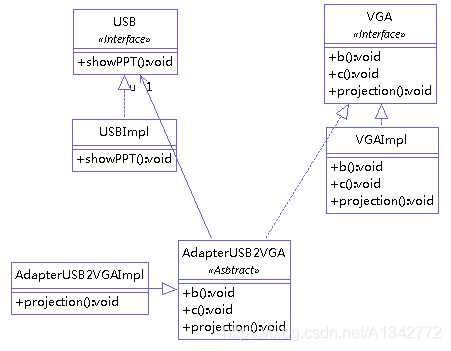 USB
«Interface»
+showPPT():void
VGA
«Interface»
+b():void
+c():void
+projection():void
u
1
USBImpl
+showPPT():void
VGAImpl
+b():void
+c():void
+projection():void
AdapterUSB2VGAImpl
+projection():void
AdapterUSB2VGA
«Asbtract»
+b():void
+c():void
+projection():void
https://blog.csdn.net/A1342772